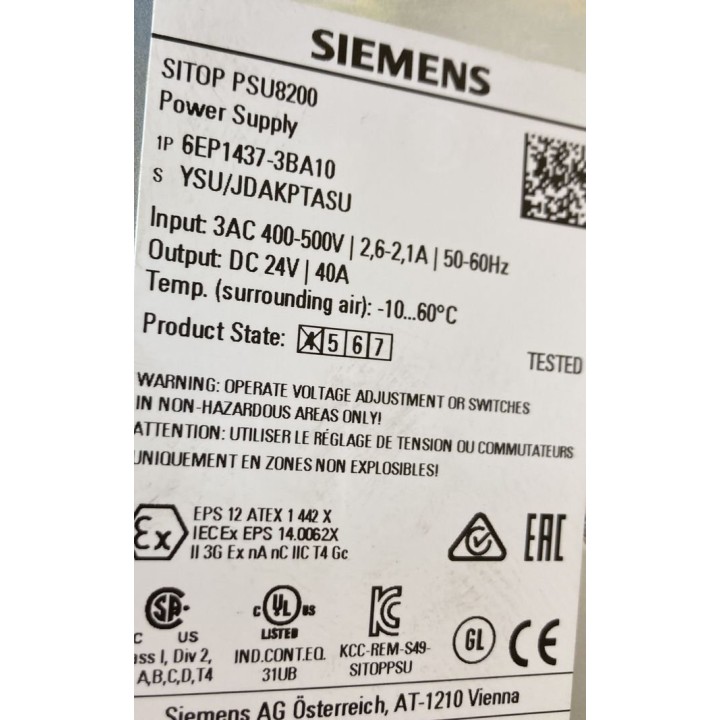 SIEMENS
SITOP PSU8200
Power Supply
1P 6EP1437-3BA10
S YSU/JDAKPTASU
Input: 3AC 400-500V | 2,6-2,1A | 50-60Hz
Output: DC 24V | 40A
Temp. (surrounding air): -10...60°C
Product State: 4 5 6 7
TESTED
WARNING: OPERATE VOLTAGE ADJUSTMENT OR SWITCHES
IN NON-HAZARDOUS AREAS ONLY!
ATTENTION: UTILISER LE RÉGLAGE DE TENSION OU COMMUTATEURS
UNIQUEMENT EN ZONES NON EXPLOSIBLES!
Ex
EPS 12 ATEX 1 442 X
IECEx EPS 14.0062X
II 3G Ex nA nC IIC T4 Gc
EAC
SA
C US
Div 2,
A,B,C,D,T4
c UL us
LISTED
IND.CONT.EQ.
31UB
KCC-REM-S49-
SITOPPSU
GL
CE
Siemens AG Österreich, AT-1210 Vienna